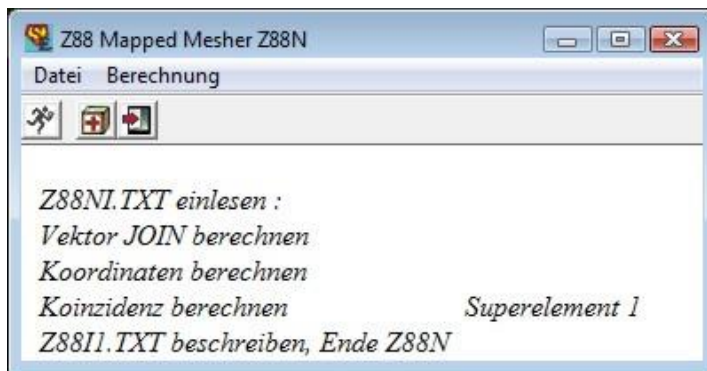 Z88 Mapped Mesher Z88N
Datei Berechnung
Z88NI.TXT einlesen :
Vektor JOIN berechnen
Koordinaten berechnen
Koinzidenz berechnen Superelement 1
Z88I1.TXT beschreiben, Ende Z88N